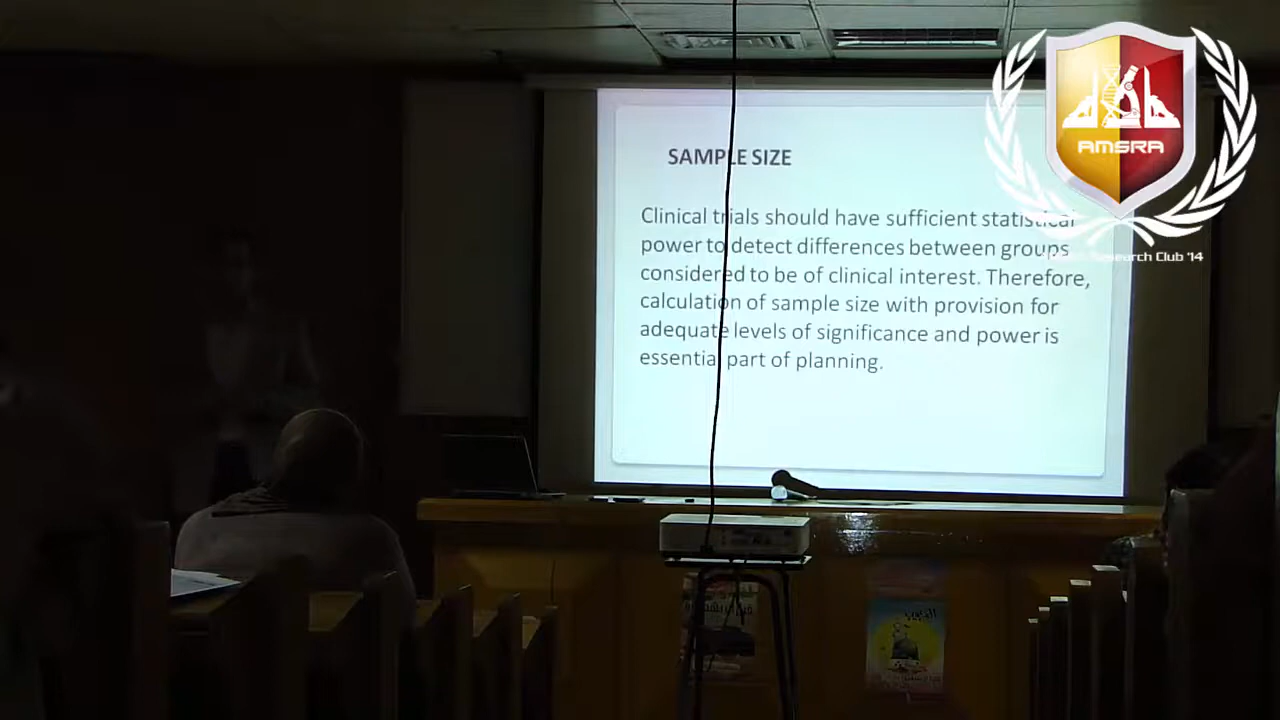 AMSRA
Research Club '14
SAMPLE SIZE
Clinical trials should have sufficient statistical
power to detect differences between groups
considered to be of clinical interest. Therefore,
calculation of sample size with provision for
adequate levels of significance and power is
essential part of planning.